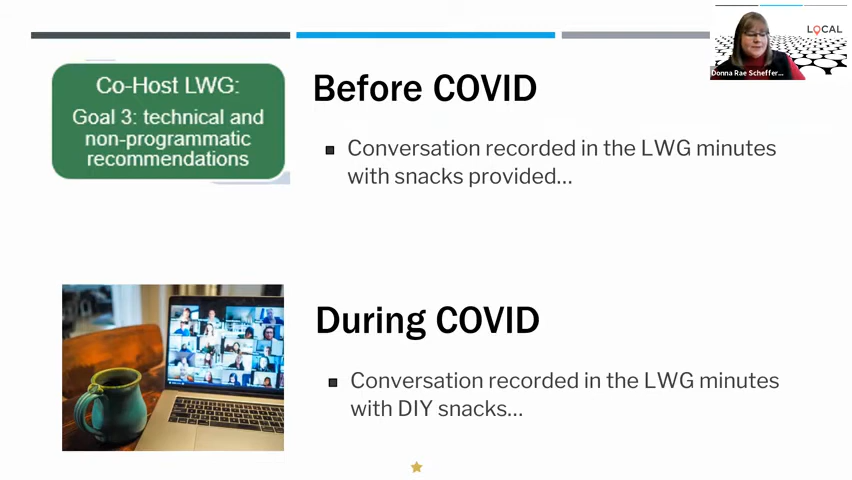 Co-Host LWG:
Goal 3: technical and
non-programmatic
recommendations
Before COVID
Conversation recorded in the LWG minutes
with snacks provided...
During COVID
Conversation recorded in the LWG minutes
with DIY snacks...
LOCAL
Donna Rae Scheffer...